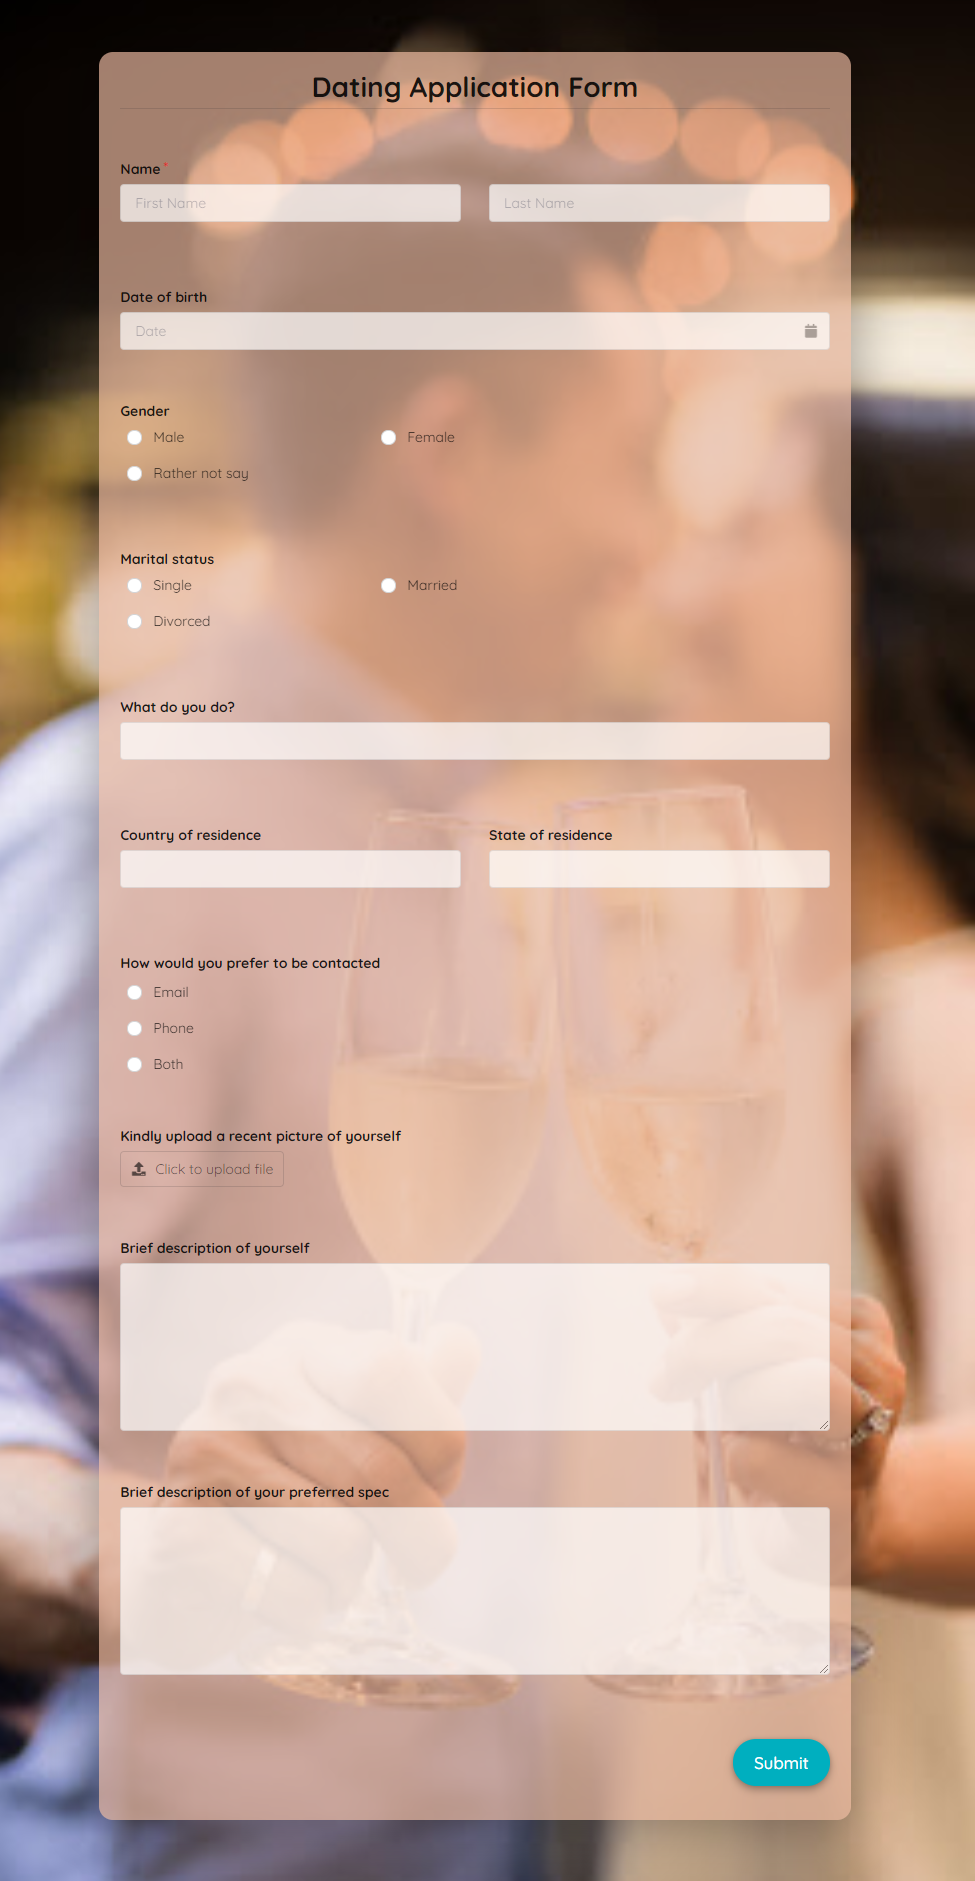 Dating Application Form
Name *
First Name
Last Name
Date of birth
Date
Gender
Male
Female
Rather not say
Marital status
Single
Married
Divorced
What do you do?
Country of residence
State of residence
How would you prefer to be contacted
Email
Phone
Both
Kindly upload a recent picture of yourself
Click to upload file
Brief description of yourself
Brief description of your preferred spec
Submit